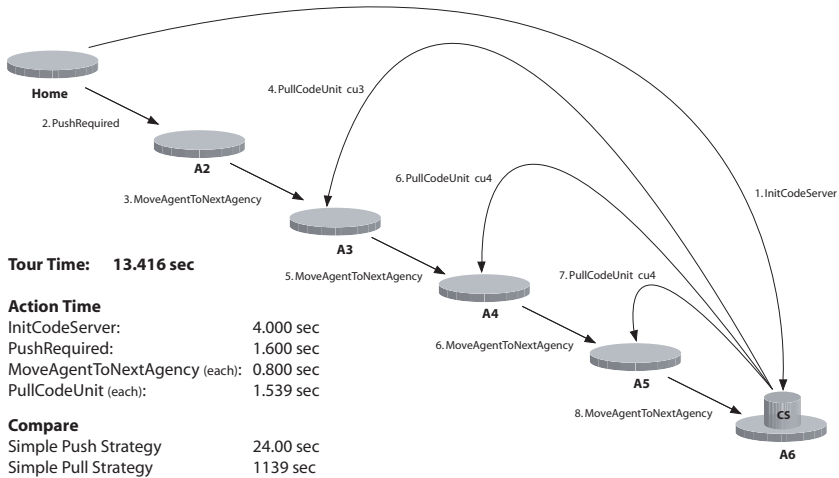 Home
4.PullCodeUnit cu3
2.PushRequired
A2
6.PullCodeUnit cu4
1.InitCodeServer
3.MoveAgentToNextAgency
A3
Tour Time: 13.416 sec
5.MoveAgentToNextAgency
7.PullCodeUnit cu4
Action Time
InitCodeServer: 4.000 sec
PushRequired: 1.600 sec
MoveAgentToNextAgency (each): 0.800 sec
PullCodeUnit (each): 1.539 sec
A4
6.MoveAgentToNextAgency
A5
8.MoveAgentToNextAgency
CS
A6
Compare
Simple Push Strategy 24.00 sec
Simple Pull Strategy 1139 sec